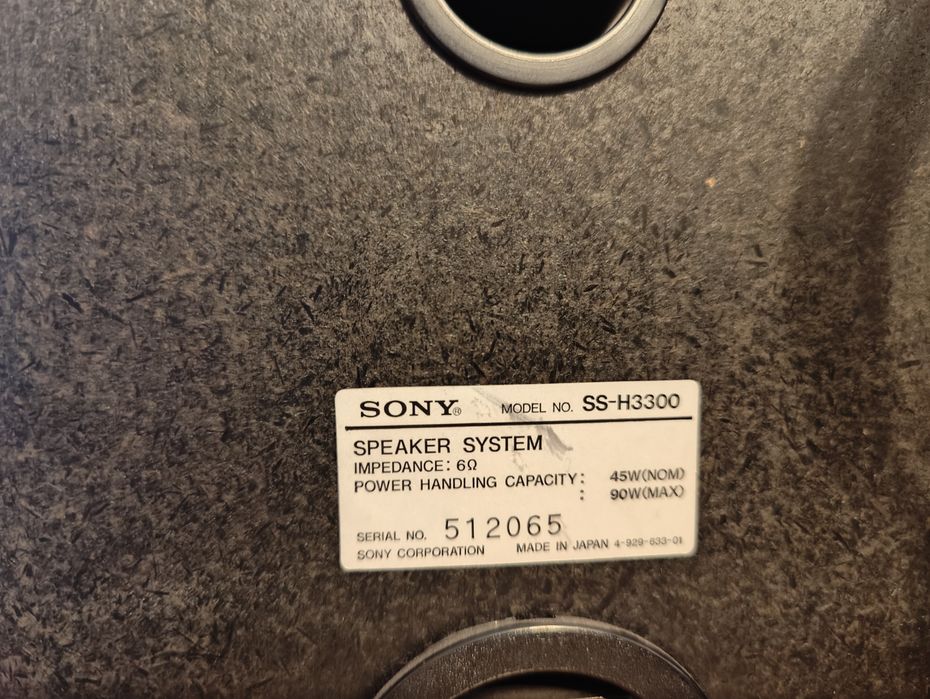 SONY® MODEL NO. SS-H3300
SPEAKER SYSTEM
IMPEDANCE: 6Ω
POWER HANDLING CAPACITY: 45W(NOM)
: 90W(MAX)
SERIAL NO. 512065
SONY CORPORATION MADE IN JAPAN 4-929-633-01